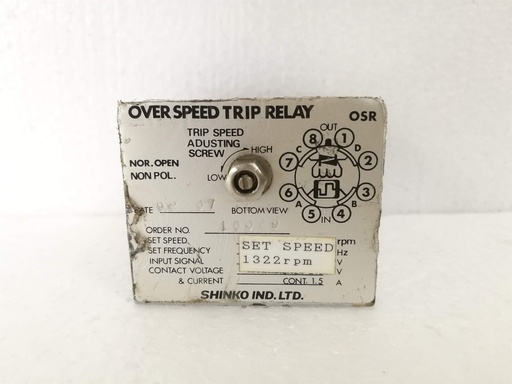 OVER SPEED TRIP RELAY OSR
TRIP SPEED
ADUSTING
SCREW
HIGH
LOW
NOR. OPEN
NON POL.
OUT
8 1
C D
7 2
6 3
A B
5 4
IN
DATE
BOTTOM VIEW
ORDER NO.
SET SPEED rpm
SET FREQUENCY Hz
INPUT SIGNAL V
CONTACT VOLTAGE V
& CURRENT CONT. 1.5 A
SET SPEED
1322rpm
SHINKO IND. LTD.